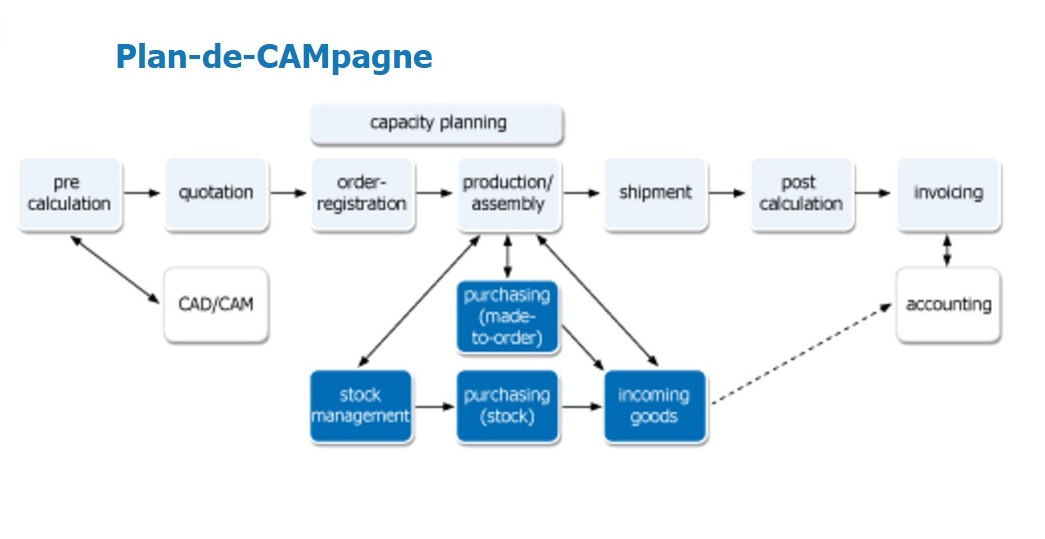 Plan-de-CAMpagne
capacity planning
pre
calculation
quotation
order-
registration
production/
assembly
shipment
post
calculation
invoicing
CAD/CAM
purchasing
(made-
to-order)
accounting
stock
management
purchasing
(stock)
incoming
goods